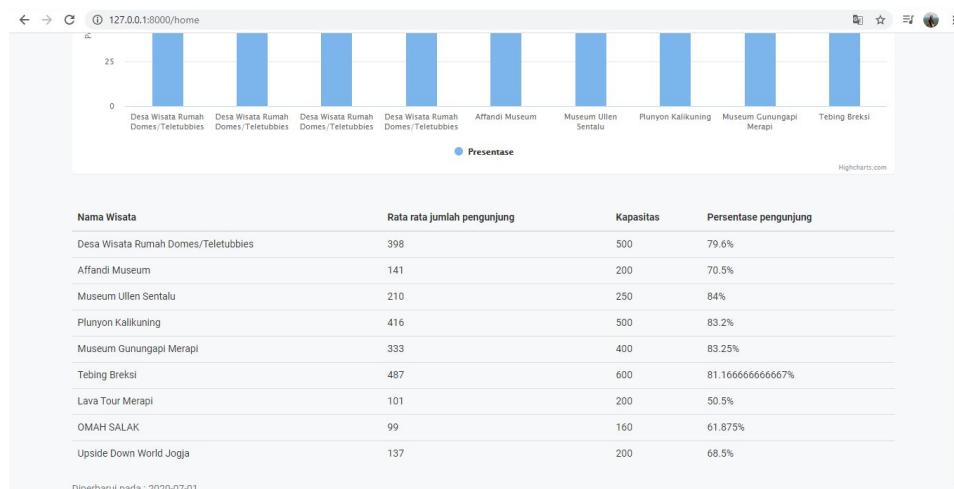 127.0.0.1:8000/home
25
0
Desa Wisata Rumah Domes/Teletubbies
Desa Wisata Rumah Domes/Teletubbies
Desa Wisata Rumah Domes/Teletubbies
Desa Wisata Rumah Domes/Teletubbies
Affandi Museum
Museum Ullen Sentalu
Plunyon Kalikuning
Museum Gunungapi Merapi
Tebing Breksi
Presentase
Highcharts.com
Nama Wisata Rata rata jumlah pengunjung Kapasitas Persentase pengunjung
Desa Wisata Rumah Domes/Teletubbies 398 500 79.6%
Affandi Museum 141 200 70.5%
Museum Ullen Sentalu 210 250 84%
Plunyon Kalikuning 416 500 83.2%
Museum Gunungapi Merapi 333 400 83.25%
Tebing Breksi 487 600 81.166666666667%
Lava Tour Merapi 101 200 50.5%
OMAH SALAK 99 160 61.875%
Upside Down World Jogja 137 200 68.5%
Diperbarui pada : 2020-07-01